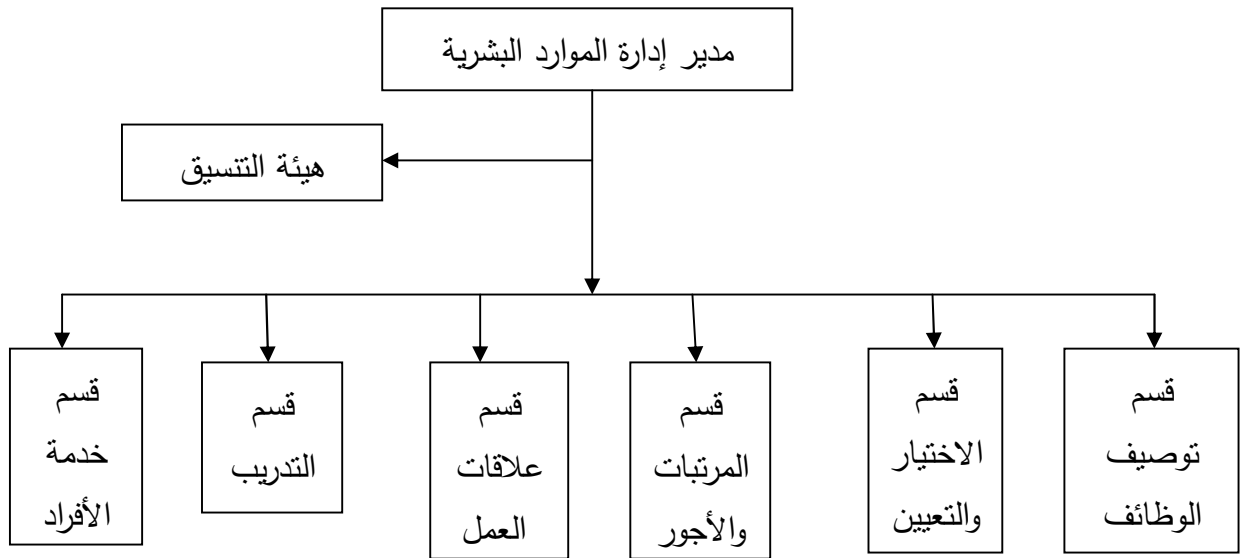 مدير إدارة الموارد البشرية
هيئة التنسيق
قسم
توصيف
الوظائف
قسم
الاختيار
والتعيين
قسم
المرتبات
والأجور
قسم
علاقات
العمل
قسم
التدريب
قسم
خدمة
الأفراد